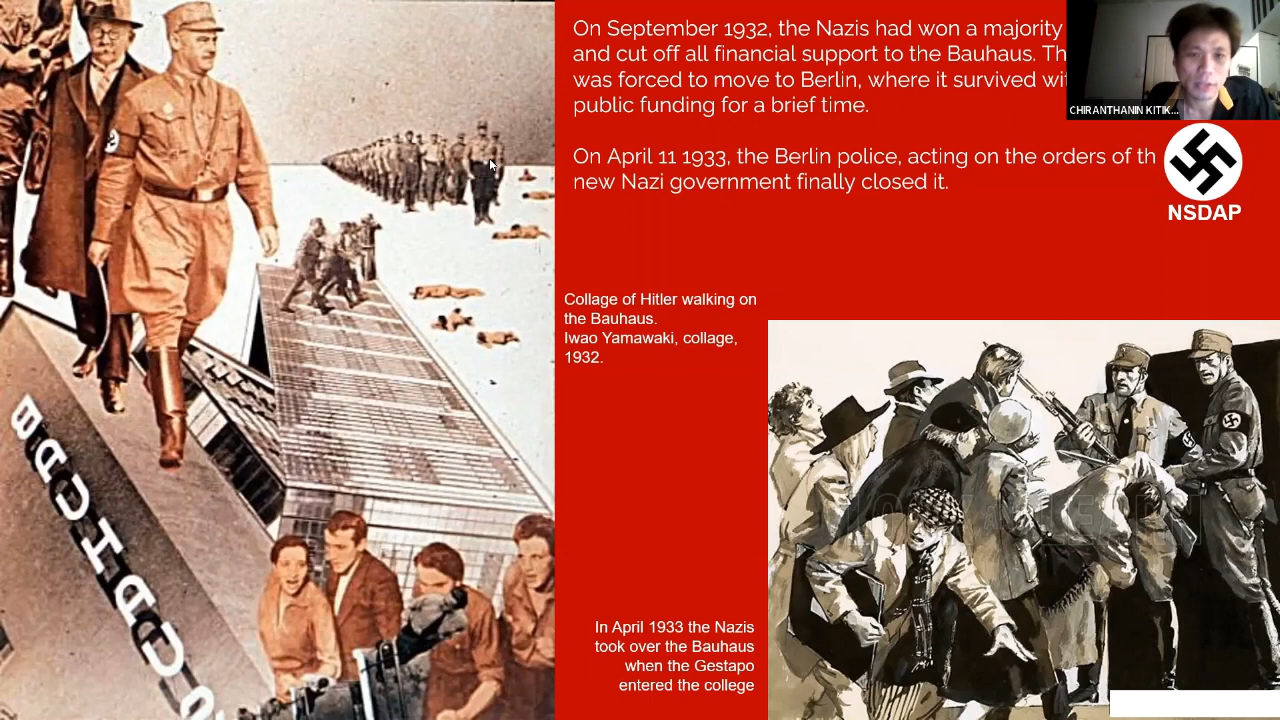 On September 1932, the Nazis had won a majority
and cut off all financial support to the Bauhaus. Th
was forced to move to Berlin, where it survived wit
public funding for a brief time.
On April 11 1933, the Berlin police, acting on the orders of th
new Nazi government finally closed it.
CHIRANTHANIN KITIK...
NSDAP
Collage of Hitler walking on
the Bauhaus.
Iwao Yamawaki, collage,
1932.
BAUHAUS
In April 1933 the Nazis
took over the Bauhaus
when the Gestapo
entered the college